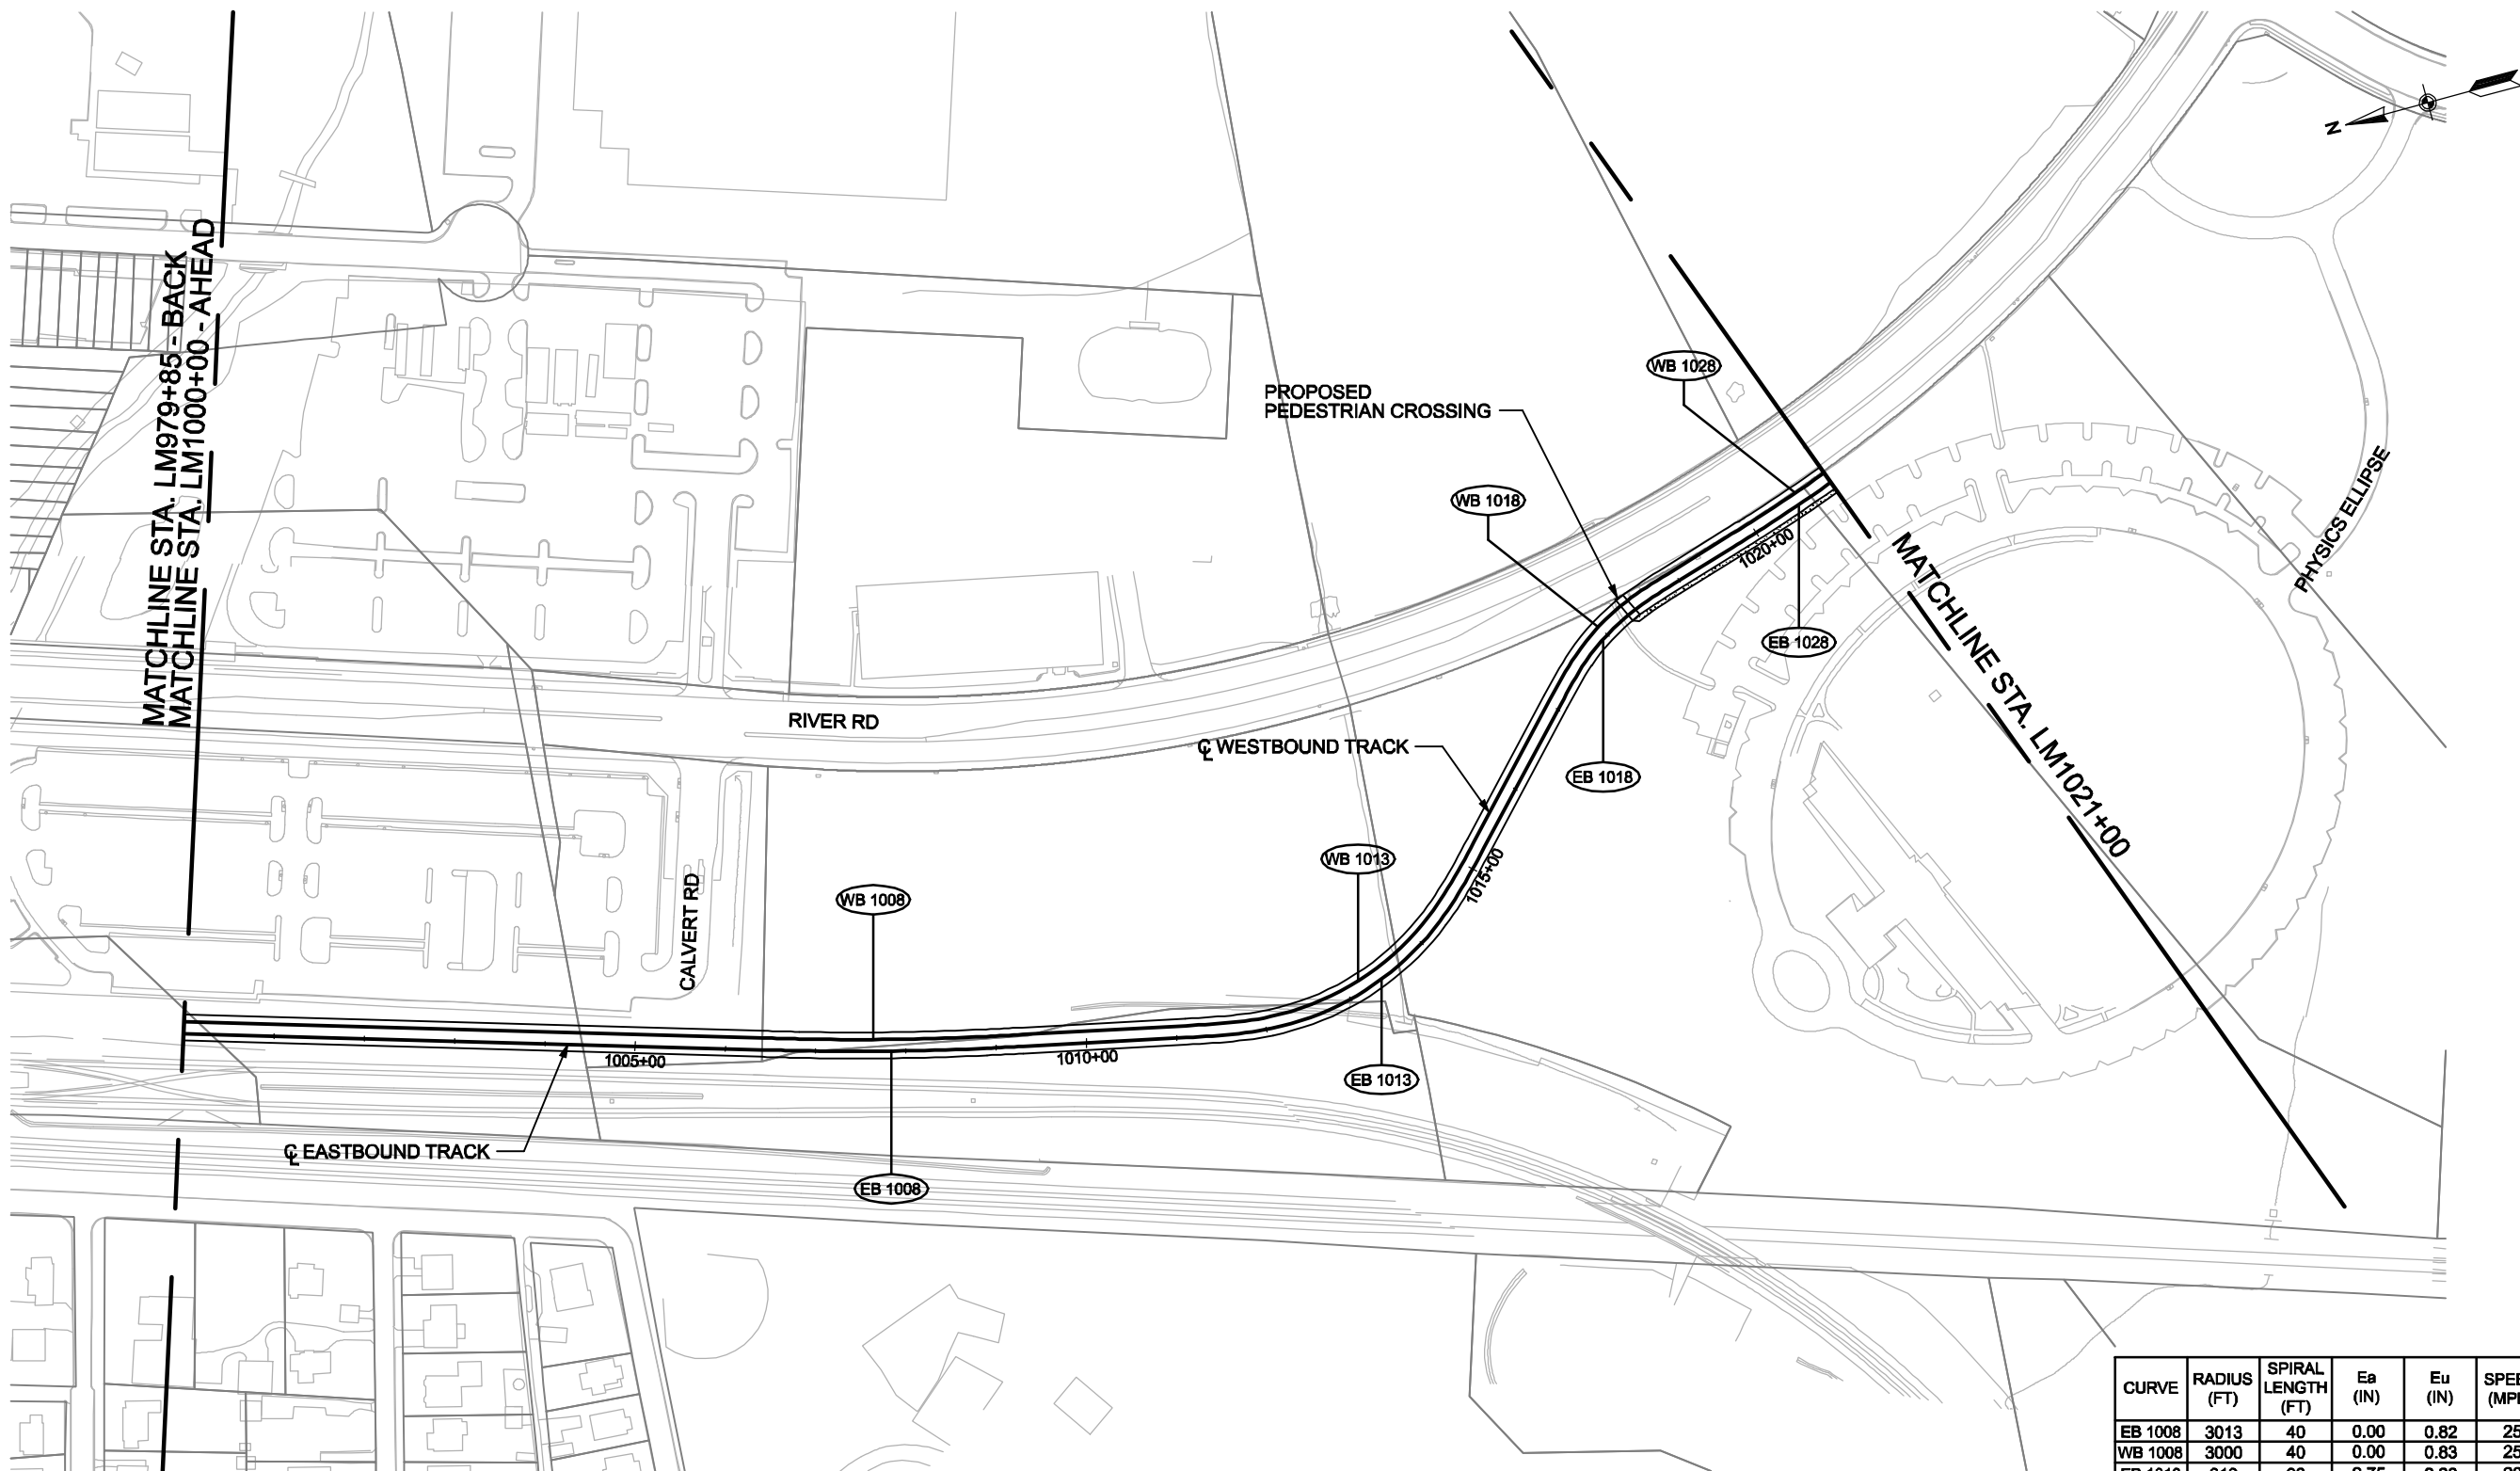 N
MATCHLINE STA. LM979+85 - BACK
MATCHLINE STA. LM1000+00 - AHEAD
WB 1028
PROPOSED
PEDESTRIAN CROSSING
WB 1018
1020+00
PHYSICS ELLIPSE
EB 1028
MATCHLINE STA. LM1021+00
RIVER RD
℄ WESTBOUND TRACK
EB 1018
WB 1013
1015+00
WB 1008
CALVERT RD
1005+00
1010+00
EB 1013
℄ EASTBOUND TRACK
EB 1008
CURVE RADIUS (FT) SPIRAL LENGTH (FT) Ea (IN) Eu (IN)
EB 1008 3013 40 0.00 0.82 25
WB 1008 3000 40 0.00 0.83 25